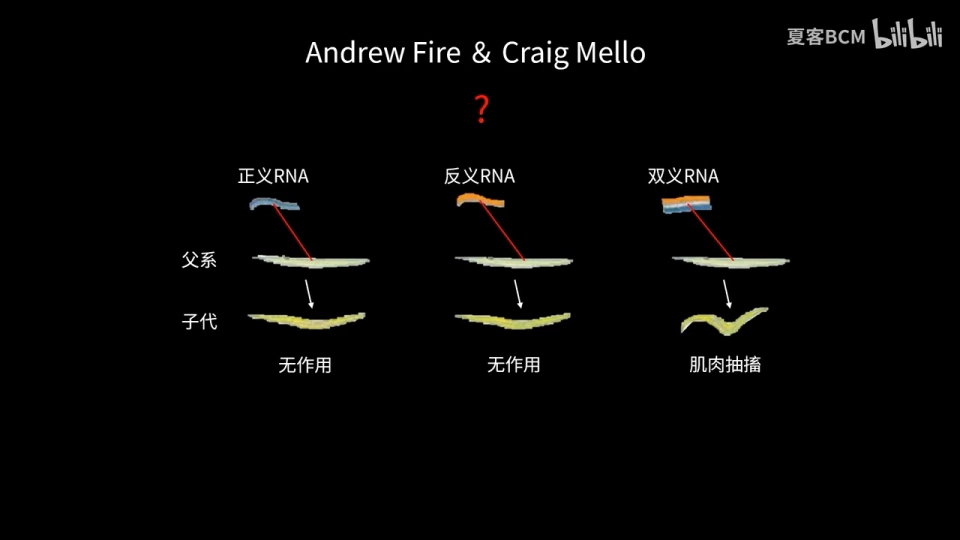 夏客BCM bilibili
Andrew Fire & Craig Mello
?
正义RNA 反义RNA 双义RNA
父系
子代
无作用 无作用 肌肉抽搐